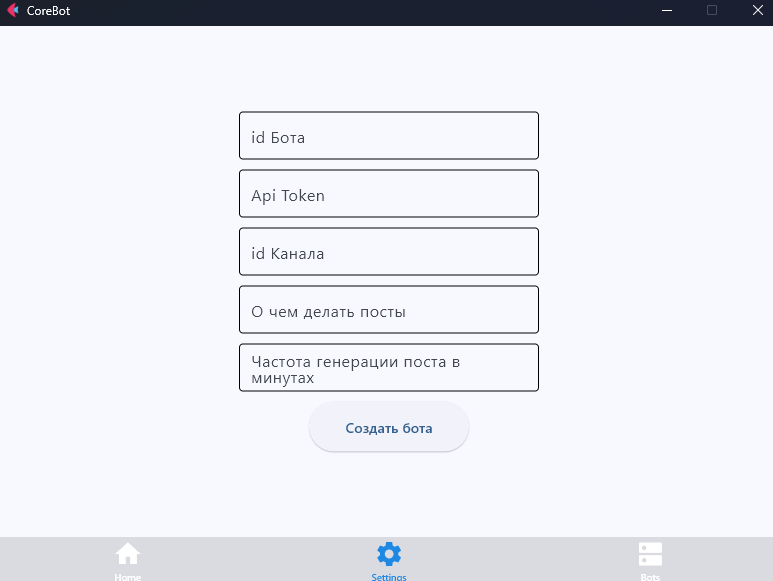 CoreBot
id Бота
Api Token
id Канала
О чем делать посты
Частота генерации поста в
минутах
Создать бота
Home
Settings
Bots